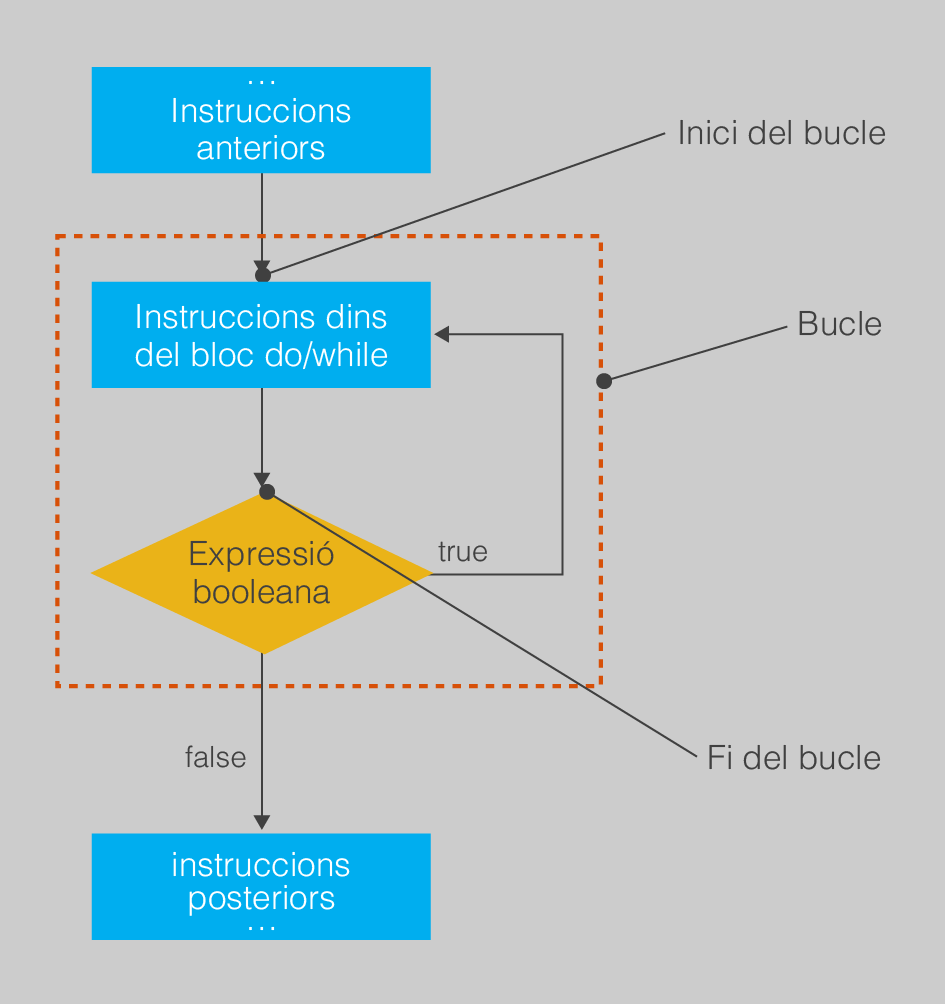 ...
Instruccions
anteriors
Inici del bucle
Instruccions dins
del bloc do/while
Bucle
Expressió
booleana
true
false
Fi del bucle
instruccions
posteriors
...